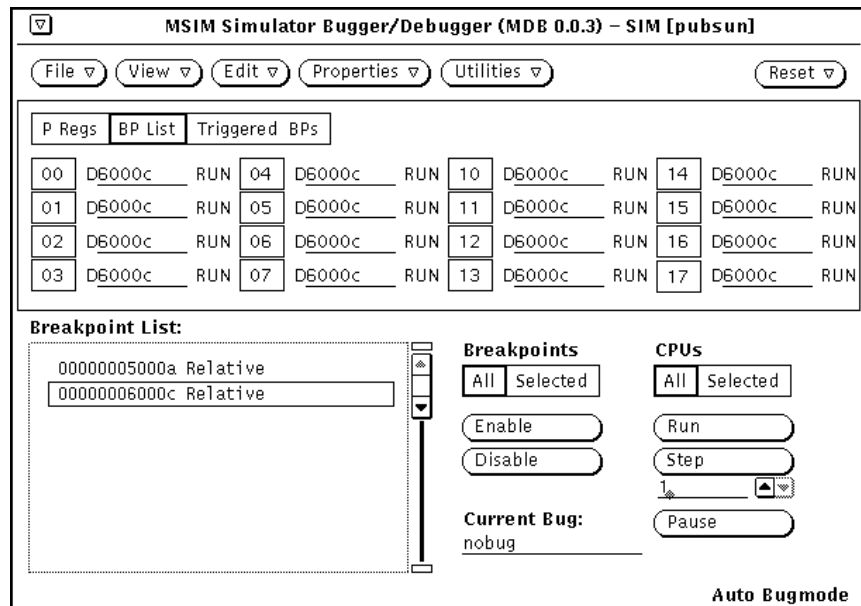 MSIM Simulator Bugger/Debugger (MDB 0.0.3) – SIM [pubsun]
File View Edit Properties Utilities Reset
P Regs BP List Triggered BPs
00 D6000c RUN 04 D6000c RUN 10 D6000c RUN 14 D6000c RUN
01 D6000c RUN 05 D6000c RUN 11 D6000c RUN 15 D6000c RUN
02 D6000c RUN 06 D6000c RUN 12 D6000c RUN 16 D6000c RUN
03 D6000c RUN 07 D6000c RUN 13 D6000c RUN 17 D6000c RUN
Breakpoint List:
00000005000a Relative
00000006000c Relative
Breakpoints
All Selected
Enable
Disable
Current Bug:
nobug
CPUs
All Selected
Run
Step
1
Pause
Auto Bugmode